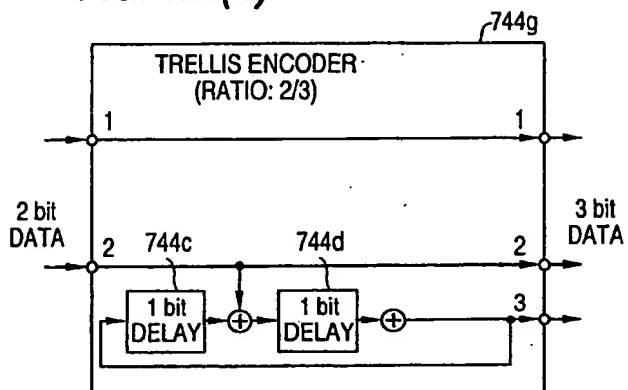 744g
TRELLIS ENCODER
(RATIO: 2/3)
1
1
2 bit
DATA
3 bit
DATA
2
744c
744d
2
3
1 bit
DELAY
1 bit
DELAY